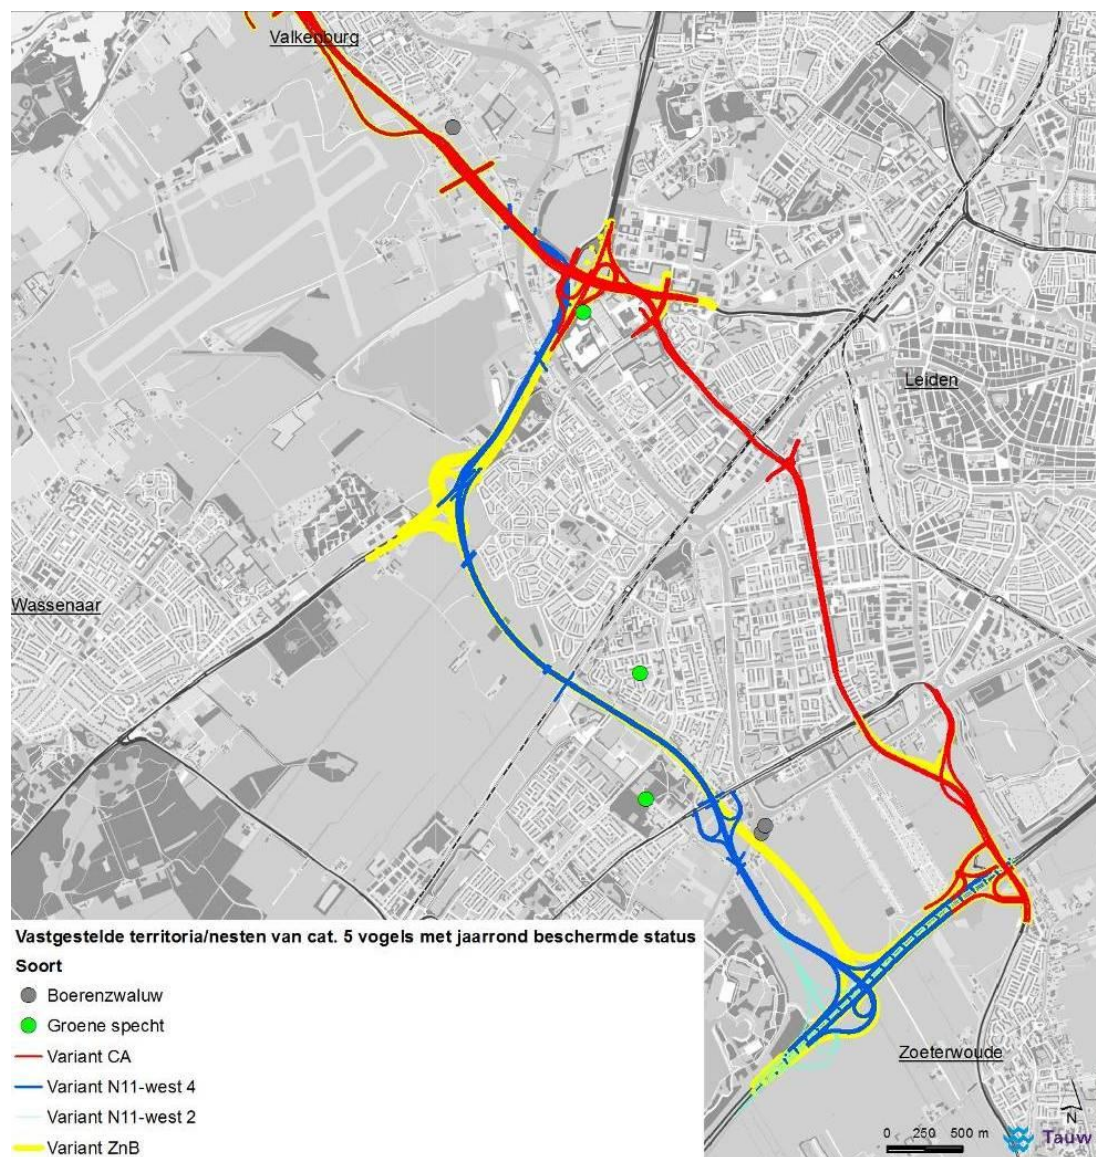 Valkenburg
Leiden
Wassenaar
Vastgestelde territoria/nesten van cat. 5 vogels met jaarrond beschermde status
Soort
Boerenzwaluw
Groene specht
Variant CA
Variant N11-west 4
Variant N11-west 2
Variant ZnB
Zoeterwoude
0 250 500 m
N
Tauw